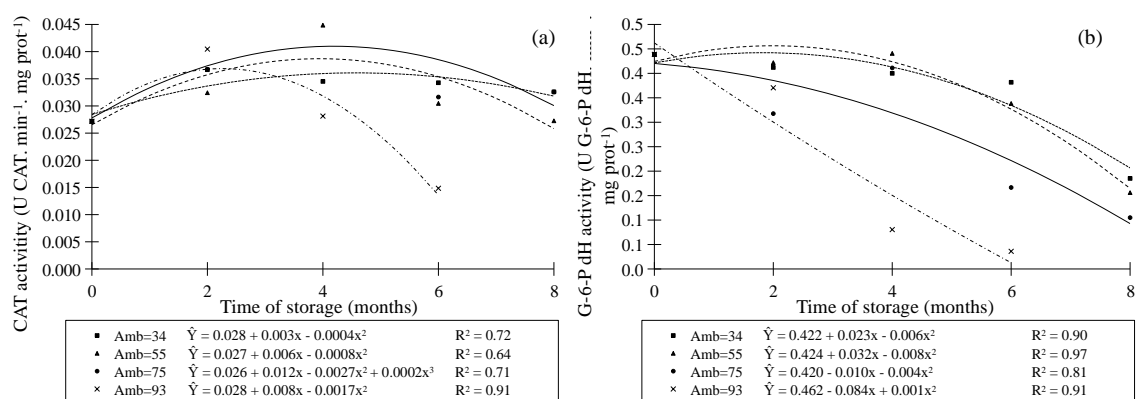 (a)
CAT activitity (U CAT. min⁻¹. mg prot⁻¹)
0.045
0.040
0.035
0.030
0.025
0.020
0.015
0.010
0.005
0.000
0 2 4 6 8
Time of storage (months)
Amb=34 Ŷ = 0.028 + 0.003x - 0.0004x² R² = 0.72
Amb=55 Ŷ = 0.027 + 0.006x - 0.0008x² R² = 0.64
Amb=75 Ŷ = 0.026 + 0.012x - 0.0027x² + 0.0002x³ R² = 0.71
Amb=93 Ŷ = 0.028 + 0.008x - 0.0017x² R² = 0.91
(b)
G-6-P dH activity (U G-6-P dH.
mg prot⁻¹)
0.5
0.5
0.4
0.4
0.3
0.3
0.2
0.2
0.1
0.1
0.0
0 2 4 6 8
Time of storage (months)
Amb=34 Ŷ = 0.422 + 0.023x - 0.006x² R² = 0.90
Amb=55 Ŷ = 0.424 + 0.032x - 0.008x² R² = 0.97
Amb=75 Ŷ = 0.420 - 0.010x - 0.004x² R² = 0.81
Amb=93 Ŷ = 0.462 - 0.084x + 0.001x² R² = 0.91